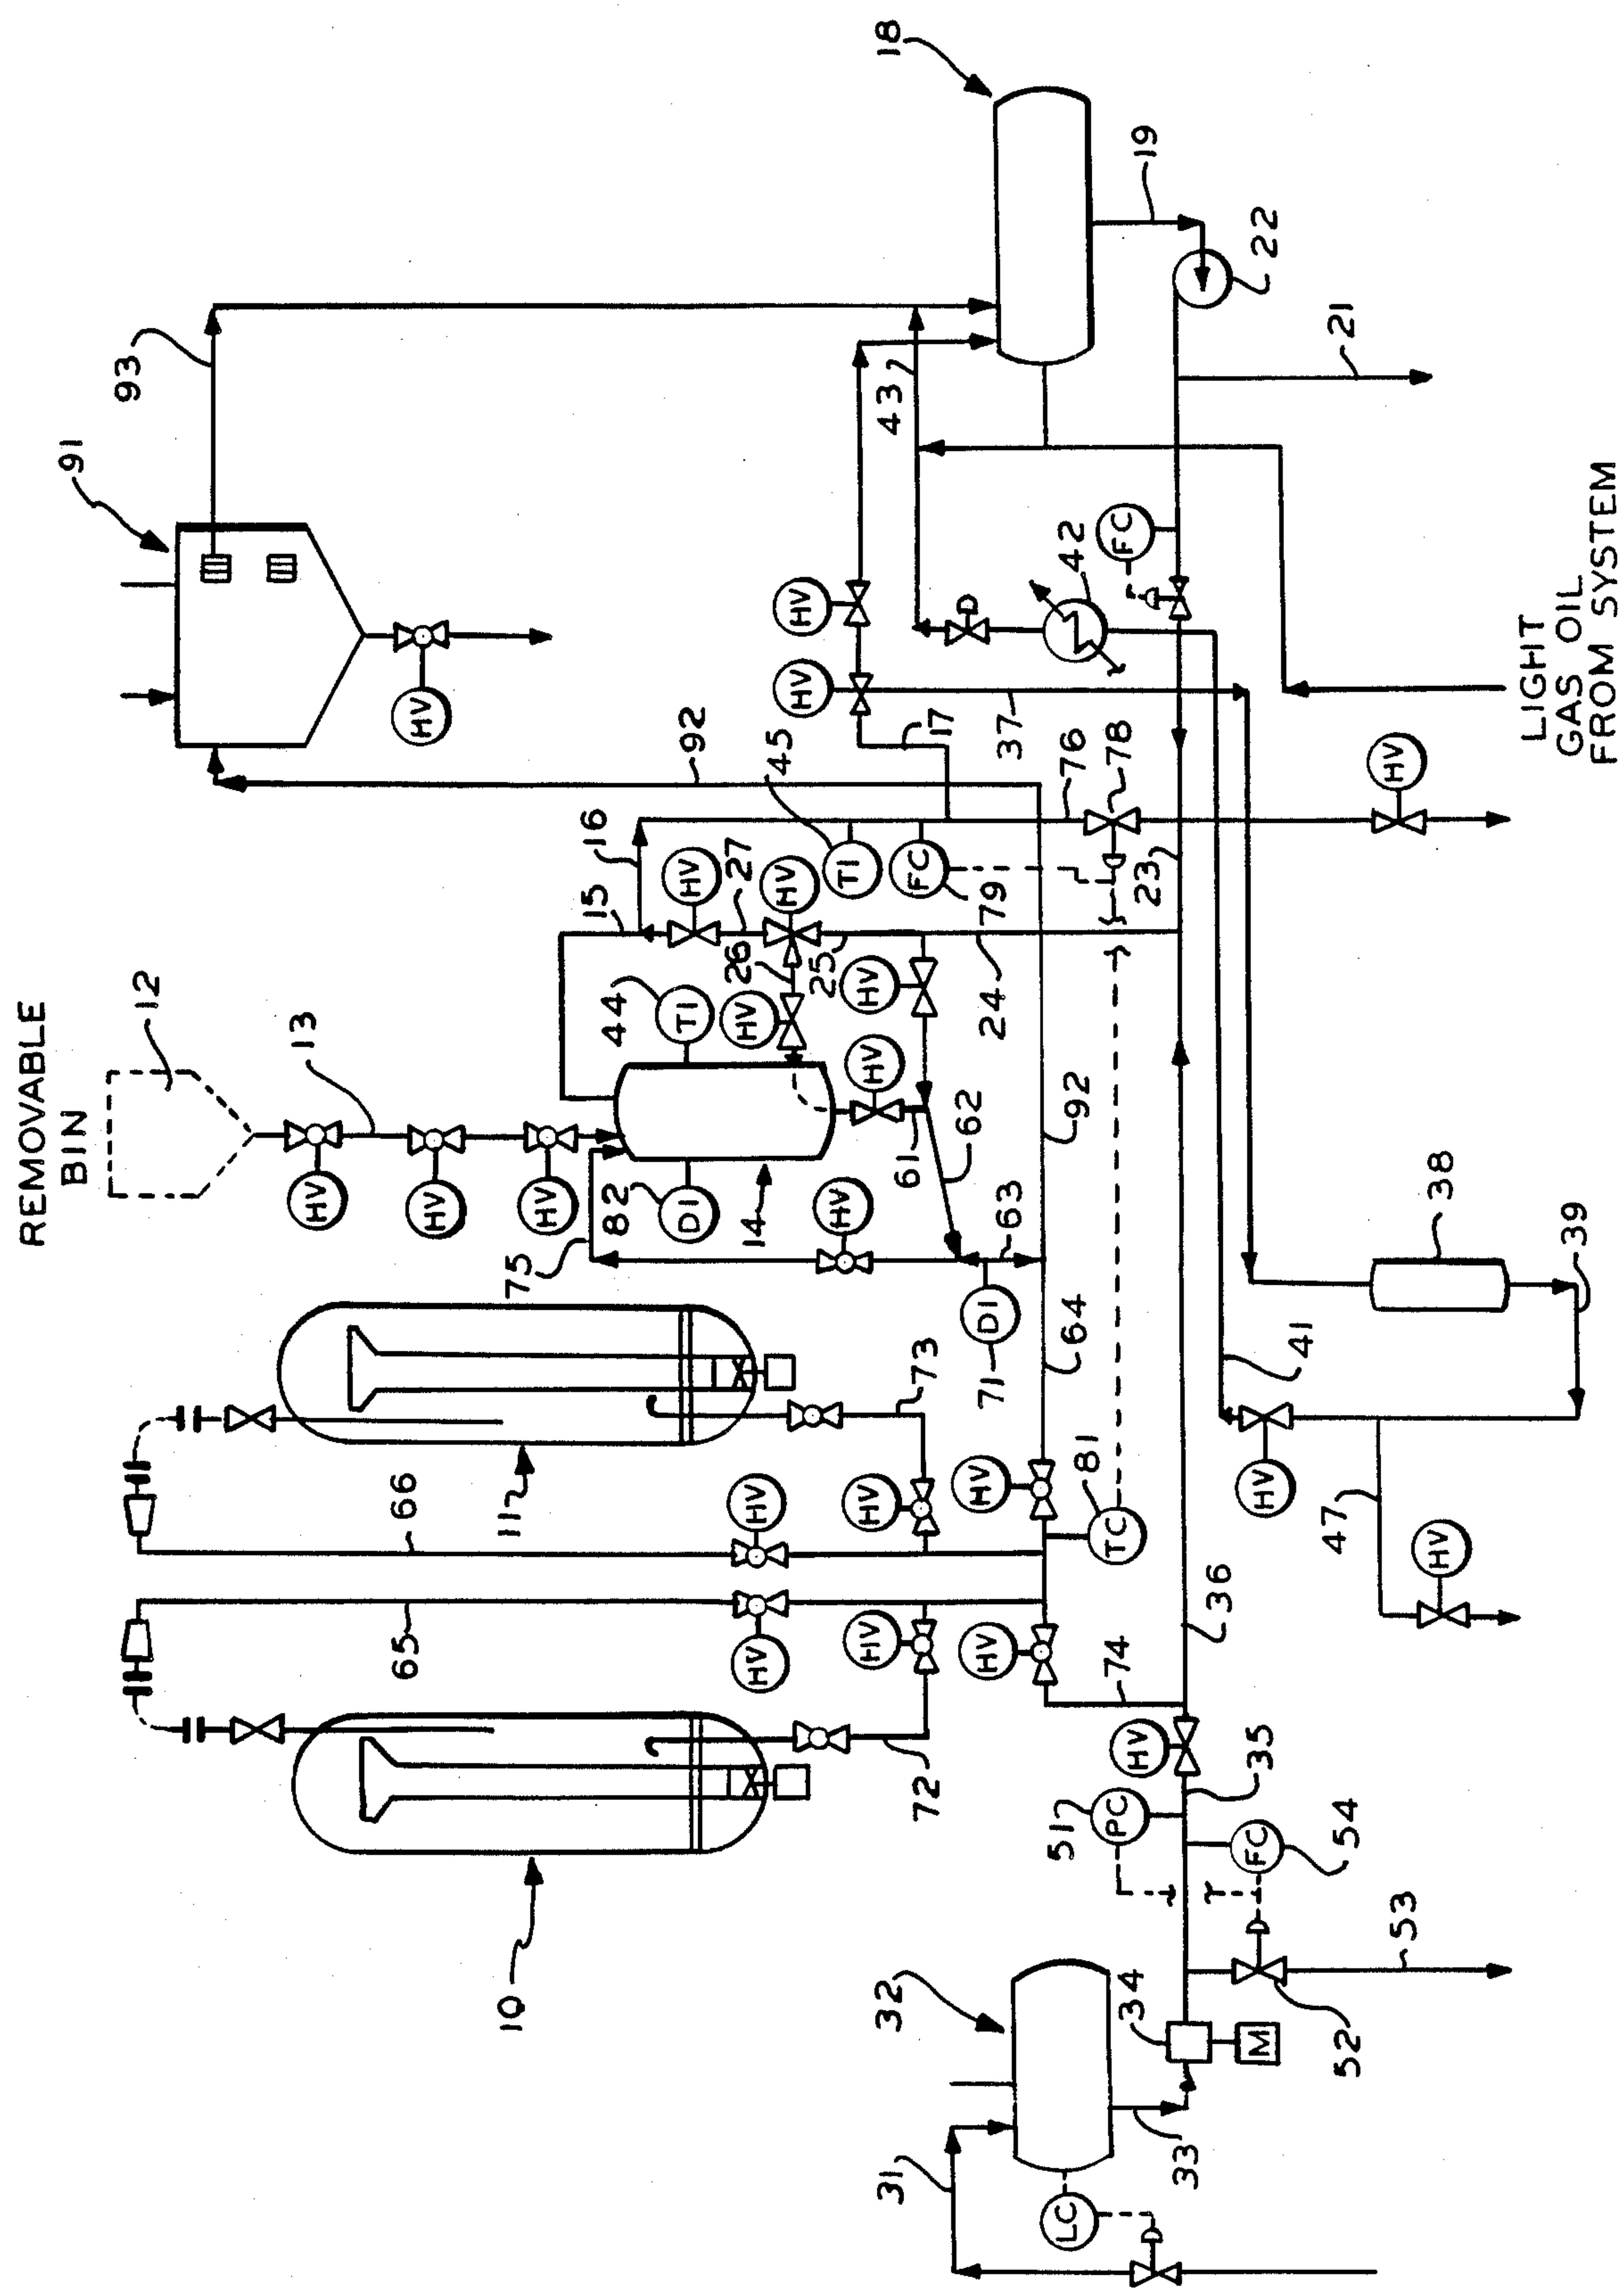 REMOVABLE
BIN
91
93
12
13
HV
HV
HV
66
65
10
11
75
HV
15
16
82
44
DI
TI
HV
92
27
26
HV
HV
HV
14
45
HV
HV
HV
25
HV
TI
HV
HV
HV
HV
31
32
43
18
61
72
73
FC
17
62
HV
HV
71
DI
24
79
37
63
51
64
LC
42
76
74
81
92
PC
TC
78
FC
34
HV
19
23
33
36
35
FC
22
HV
M
41
54
47
52
21
53
HV
HV
38
LIGHT
GAS OIL
FROM SYSTEM
39